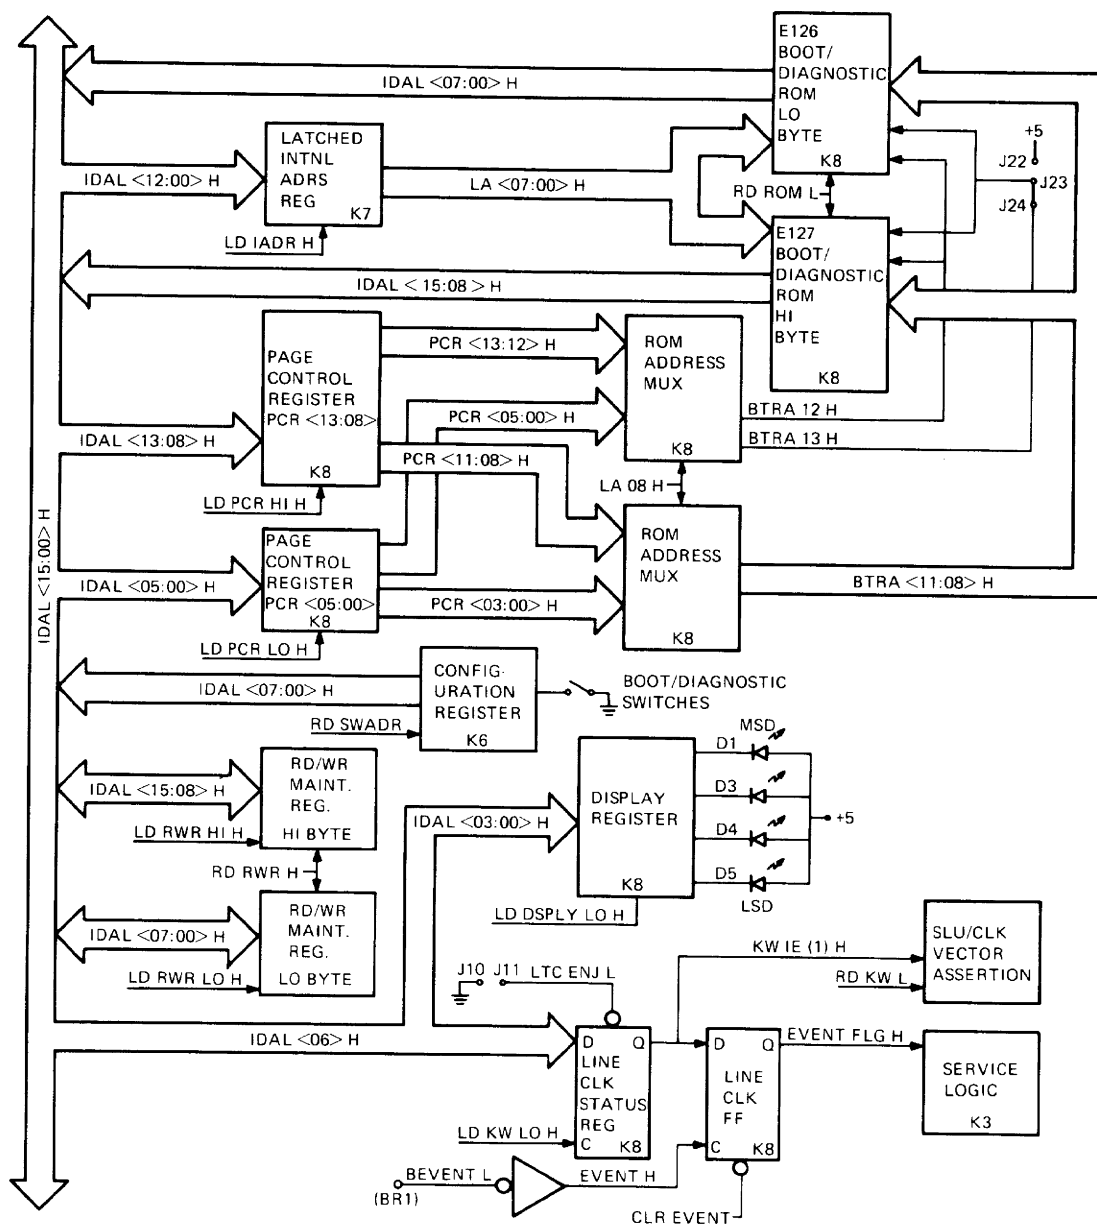 E126
BOOT/
DIAGNOSTIC
ROM
LO
BYTE
K8
IDAL <07:00> H
+5
J22
J23
J24
LATCHED
INTNL
ADRS
REG
K7
IDAL <12:00> H
LA <07:00> H
RD ROM L
LD IADR H
E127
BOOT/
DIAGNOSTIC
ROM
HI
BYTE
K8
IDAL <15:08> H
PAGE
CONTROL
REGISTER
PCR <13:08>
K8
PCR <13:12> H
ROM
ADDRESS
MUX
K8
PCR <05:00> H
BTRA 12 H
BTRA 13 H
IDAL <13:08> H
PCR <11:08> H
LA 08 H
LD PCR HI H
IDAL <15:00> H
PAGE
CONTROL
REGISTER
PCR <05:00>
K8
ROM
ADDRESS
MUX
K8
IDAL <05:00> H
PCR <03:00> H
BTRA <11:08> H
LD PCR LO H
CONFIG-
URATION
REGISTER
K6
IDAL <07:00> H
BOOT/DIAGNOSTIC
SWITCHES
RD SWADR
RD/WR
MAINT.
REG.
HI BYTE
IDAL <15:08> H
LD RWR HI H
RD RWR H
DISPLAY
REGISTER
K8
IDAL <03:00> H
MSD
D1
D3
D4
D5
LSD
+5
LD DSPLY LO H
RD/WR
MAINT.
REG.
LO BYTE
IDAL <07:00> H
LD RWR LO H
J10 J11 LTC ENJ L
KW IE (1) H
RD KW L
SLU/CLK
VECTOR
ASSERTION
IDAL <06> H
D Q
LINE
CLK
STATUS
REG
C K8
D Q
LINE
CLK
FF
C K8
EVENT FLG H
SERVICE
LOGIC
K3
LD KW LO H
BEVENT L
(BR1)
EVENT H
CLR EVENT